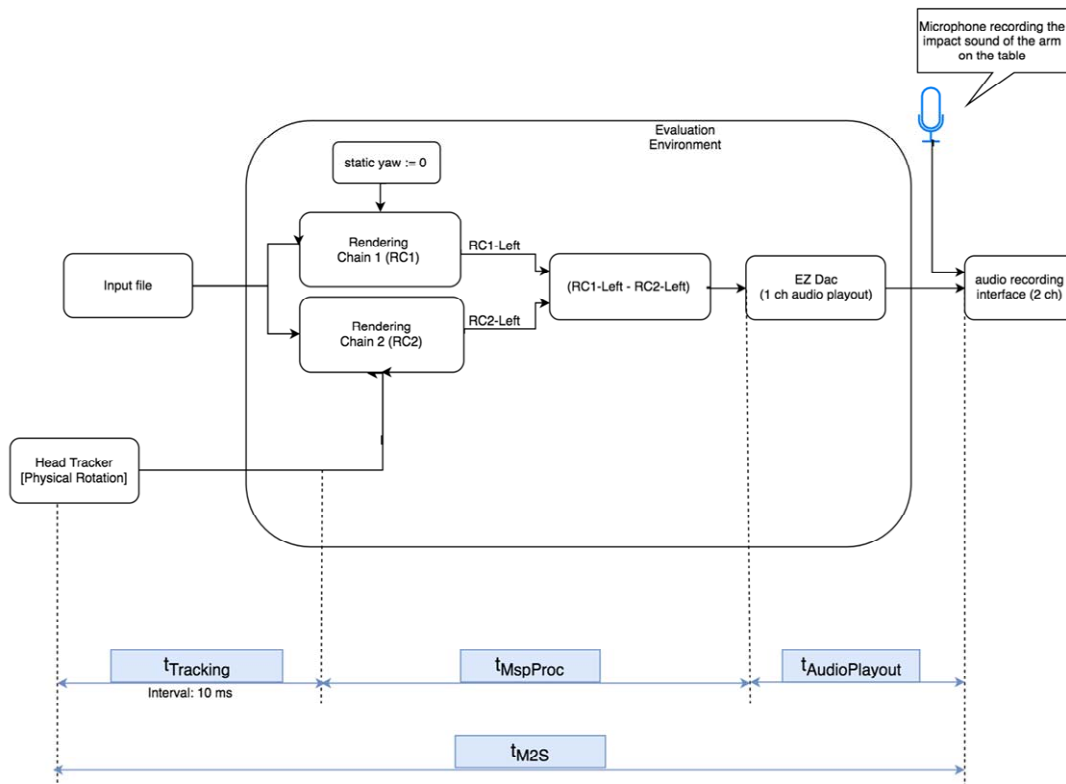 Microphone recording the
impact sound of the arm
on the table
Evaluation
Environment
static yaw := 0
Rendering
Chain 1 (RC1)
RC1-Left
Input file
(RC1-Left - RC2-Left)
EZ Dac
(1 ch audio playout)
audio recording
interface (2 ch)
Rendering
Chain 2 (RC2)
RC2-Left
Head Tracker
[Physical Rotation]
tTracking
Interval: 10 ms
tMspProc
tAudioPlayout
tM2S